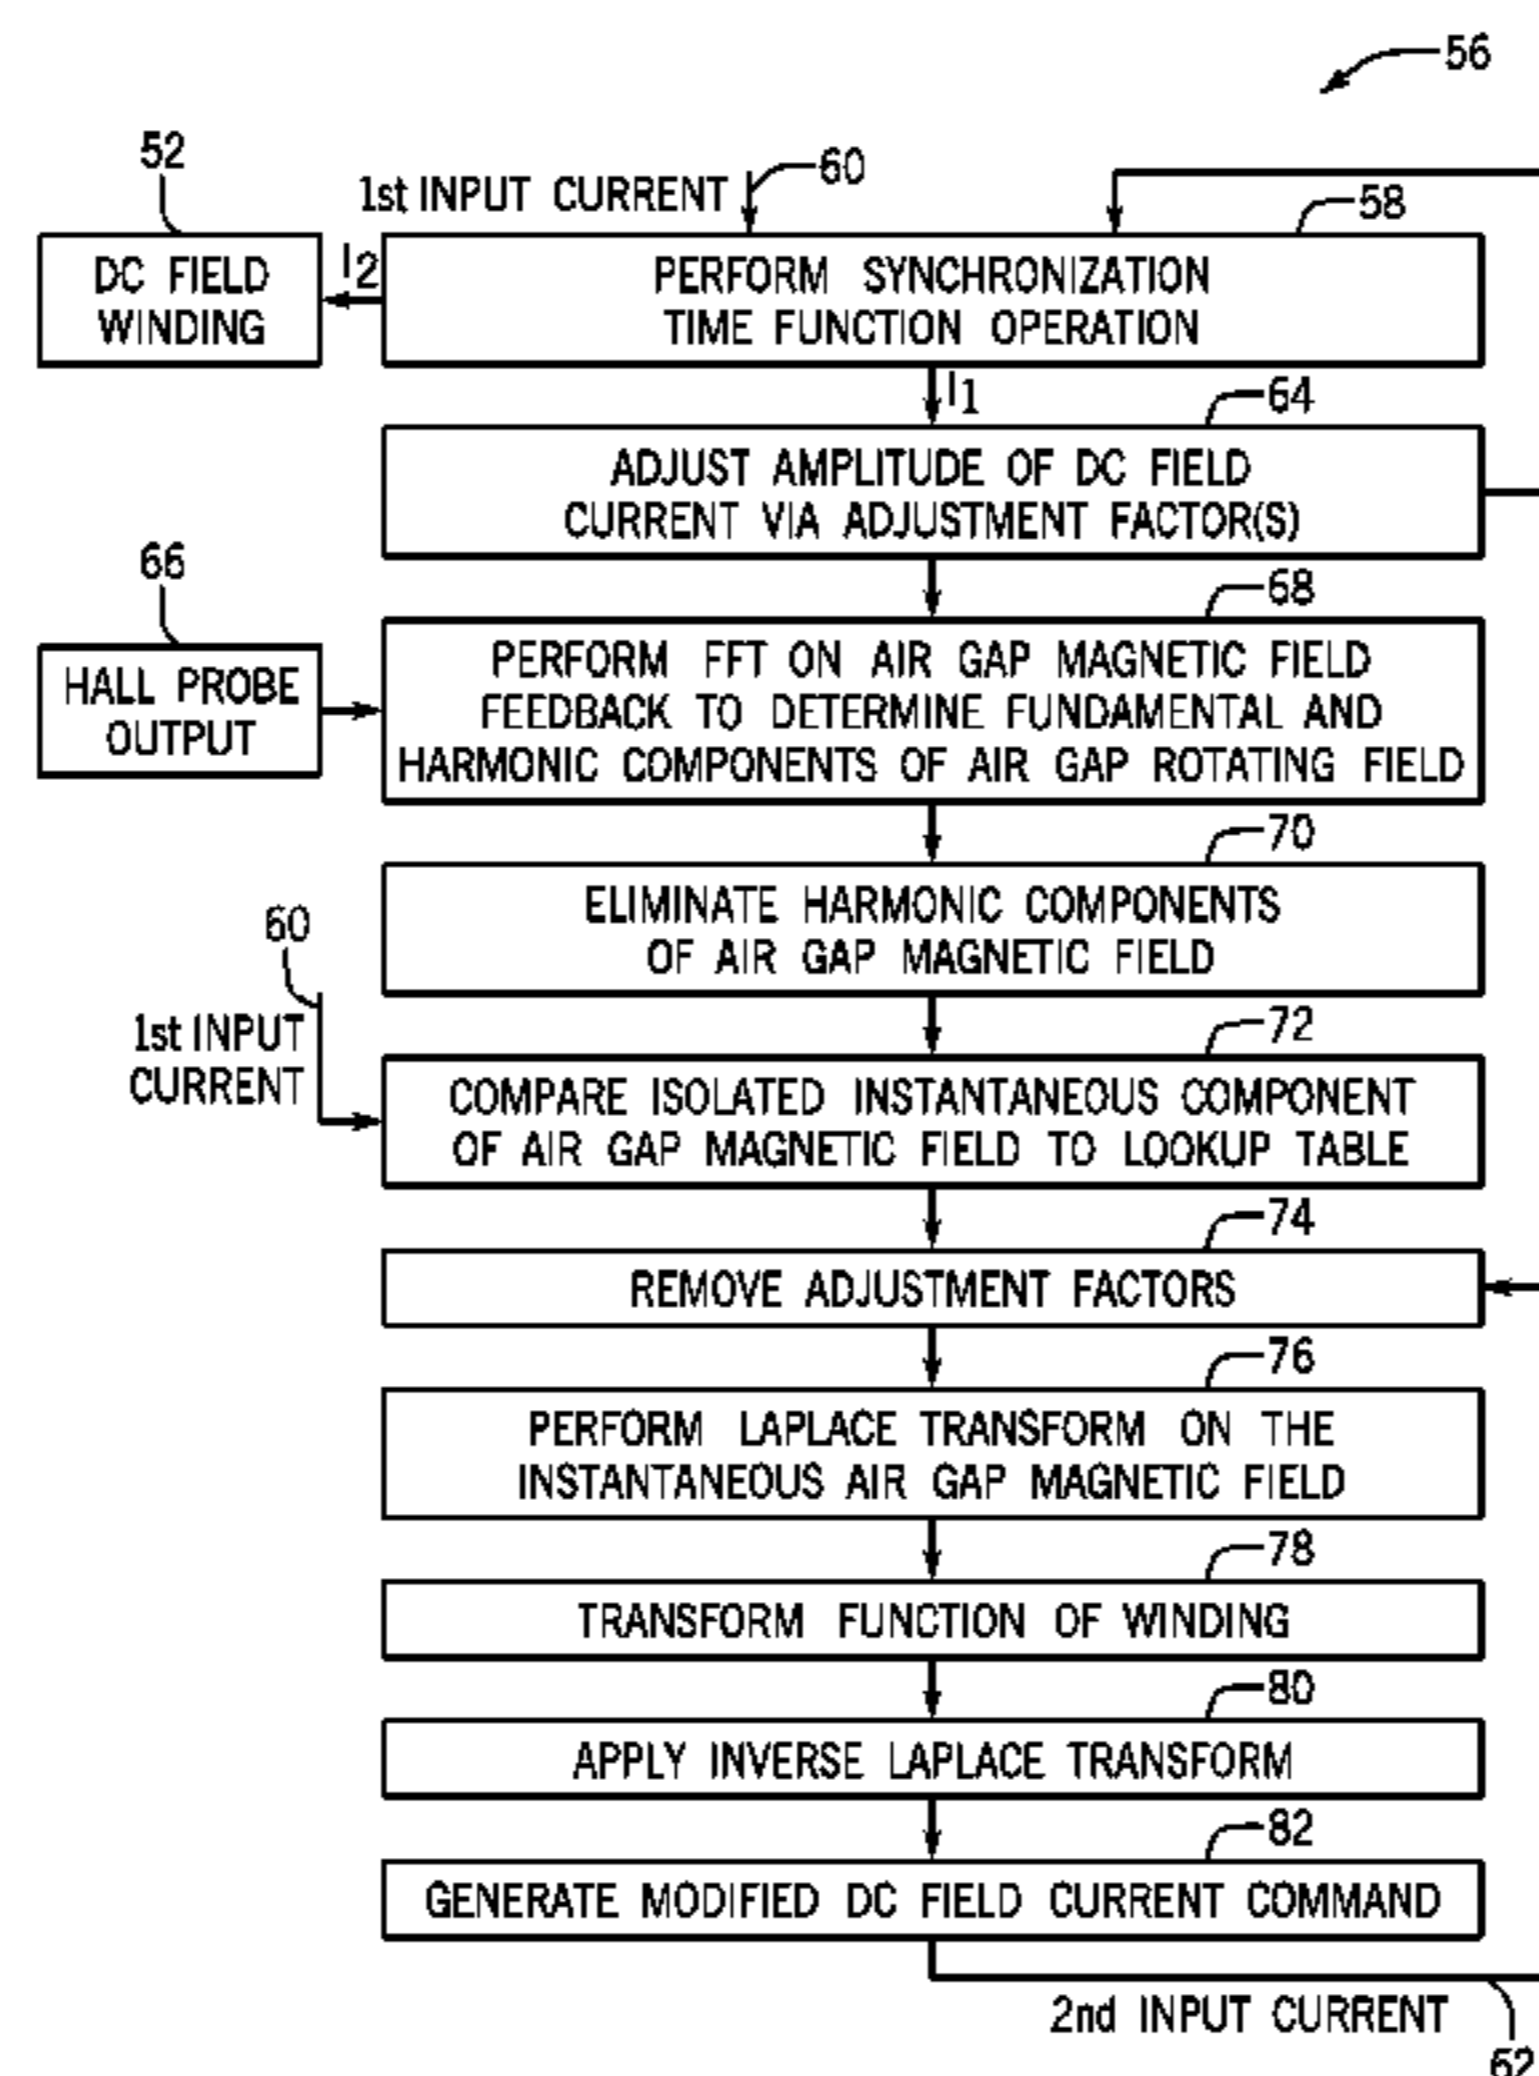 56
52
1st INPUT CURRENT
60
58
DC FIELD
WINDING
I2
PERFORM SYNCHRONIZATION
TIME FUNCTION OPERATION
I1
64
ADJUST AMPLITUDE OF DC FIELD
CURRENT VIA ADJUSTMENT FACTOR(S)
66
68
HALL PROBE
OUTPUT
PERFORM FFT ON AIR GAP MAGNETIC FIELD
FEEDBACK TO DETERMINE FUNDAMENTAL AND
HARMONIC COMPONENTS OF AIR GAP ROTATING FIELD
70
ELIMINATE HARMONIC COMPONENTS
OF AIR GAP MAGNETIC FIELD
60
1st INPUT
CURRENT
72
COMPARE ISOLATED INSTANTANEOUS COMPONENT
OF AIR GAP MAGNETIC FIELD TO LOOKUP TABLE
74
REMOVE ADJUSTMENT FACTORS
76
PERFORM LAPLACE TRANSFORM ON THE
INSTANTANEOUS AIR GAP MAGNETIC FIELD
78
TRANSFORM FUNCTION OF WINDING
80
APPLY INVERSE LAPLACE TRANSFORM
82
GENERATE MODIFIED DC FIELD CURRENT COMMAND
2nd INPUT CURRENT
62